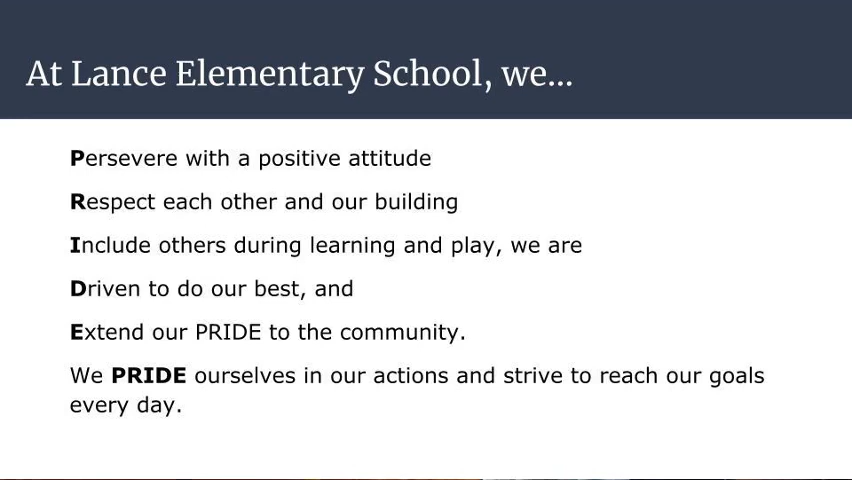 At Lance Elementary School, we...
Persevere with a positive attitude
Respect each other and our building
Include others during learning and play, we are
Driven to do our best, and
Extend our PRIDE to the community.
We PRIDE ourselves in our actions and strive to reach our goals
every day.